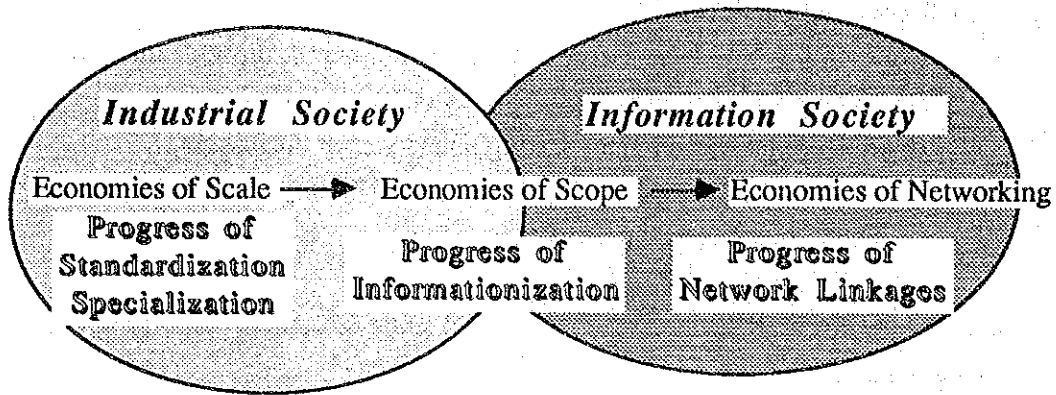 Industrial Society
Information Society
Economies of Scale
Economies of Scope
Economies of Networking
Progress of
Standardization
Specialization
Progress of
Informationization
Progress of
Network Linkages